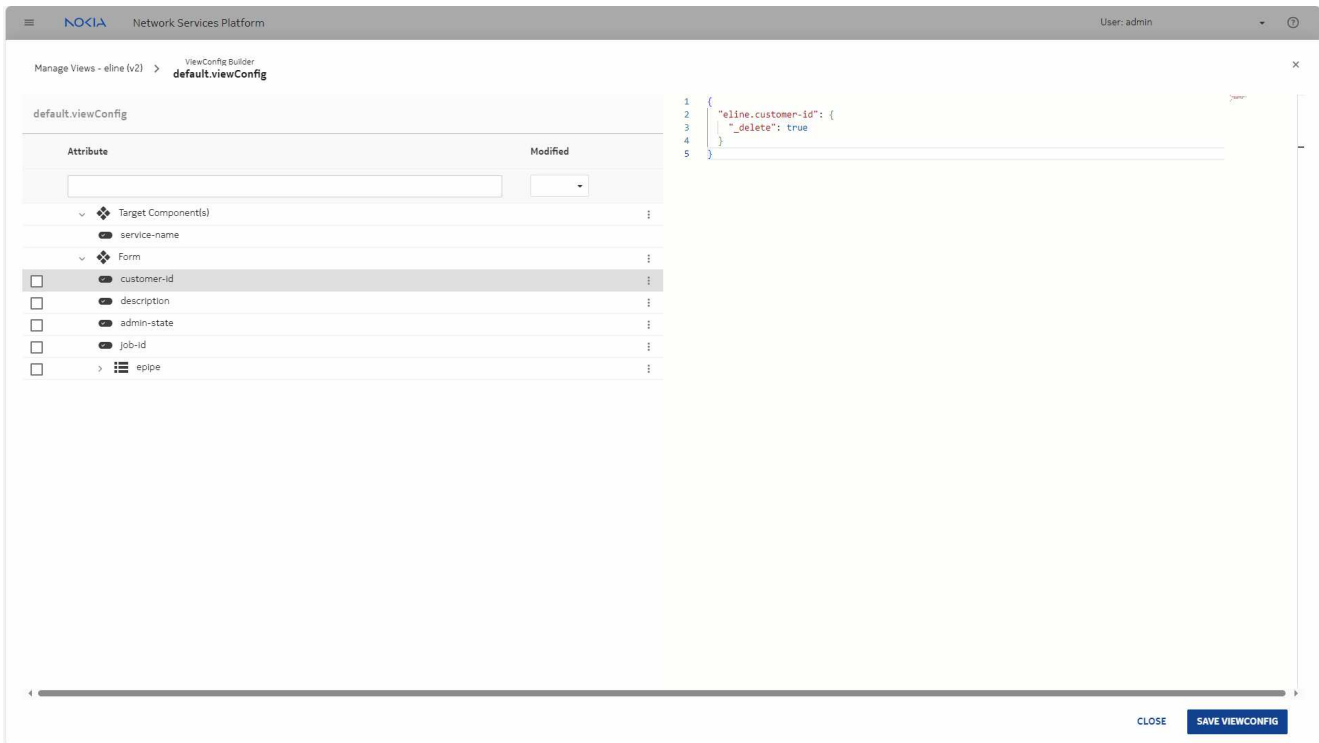 NOKIA Network Services Platform User: admin
Manage Views - eline (v2) > ViewConfig Builder
default.viewConfig
default.viewConfig
Attribute Modified
Target Component(s)
service-name
Form
customer-id
description
admin-state
job-id
epipe
1 {
2 "eline.customer-id": {
3 "_delete": true
4 }
5 }
CLOSE SAVE VIEWCONFIG